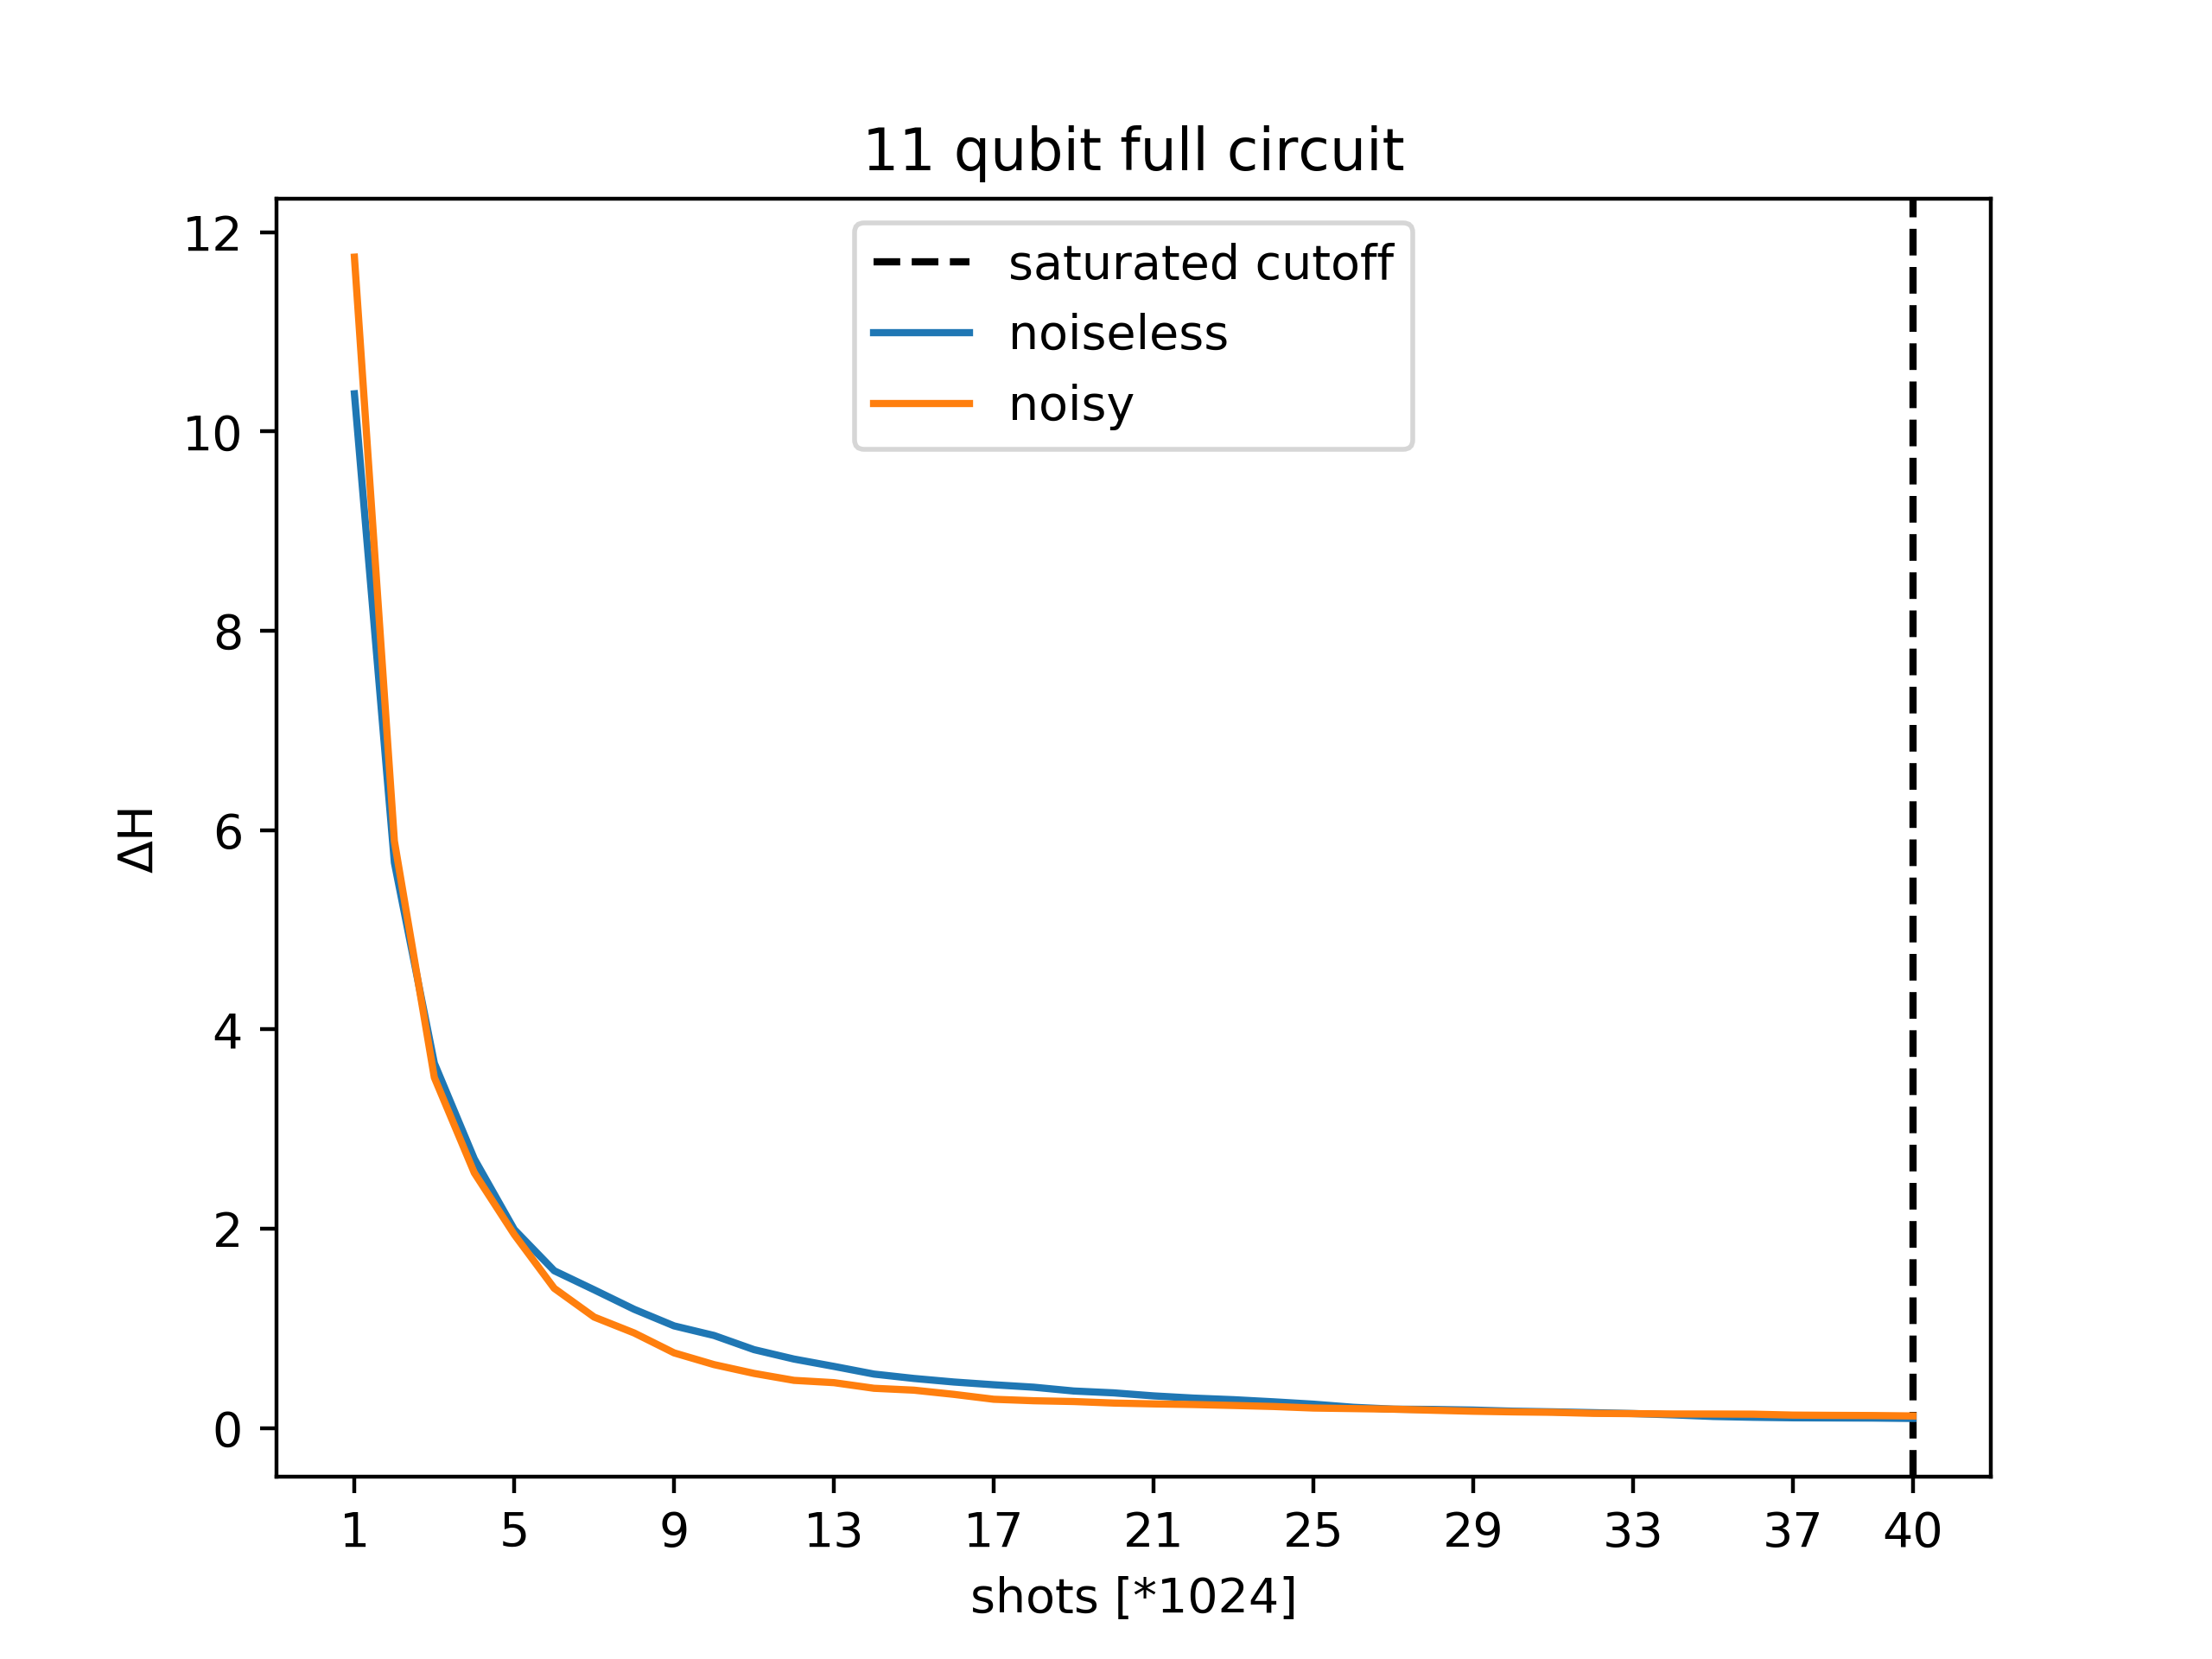 11 qubit full circuit
saturated cutoff
noiseless
noisy
12
10
8
6
4
2
0
ΔH
1 5 9 13 17 21 25 29 33 37 40
shots [*1024]